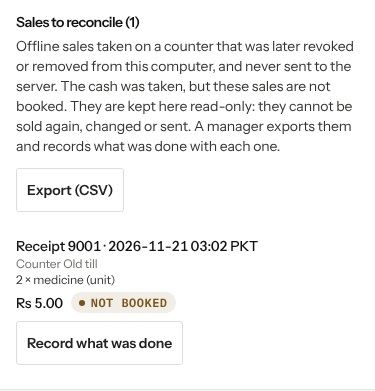 Sales to reconcile (1)
Offline sales taken on a counter that was later revoked
or removed from this computer, and never sent to the
server. The cash was taken, but these sales are not
booked. They are kept here read-only: they cannot be
sold again, changed or sent. A manager exports them
and records what was done with each one.
Export (CSV)
Receipt 9001 · 2026-11-21 03:02 PKT
Counter Old till
2 × medicine (unit)
Rs 5.00 NOT BOOKED
Record what was done